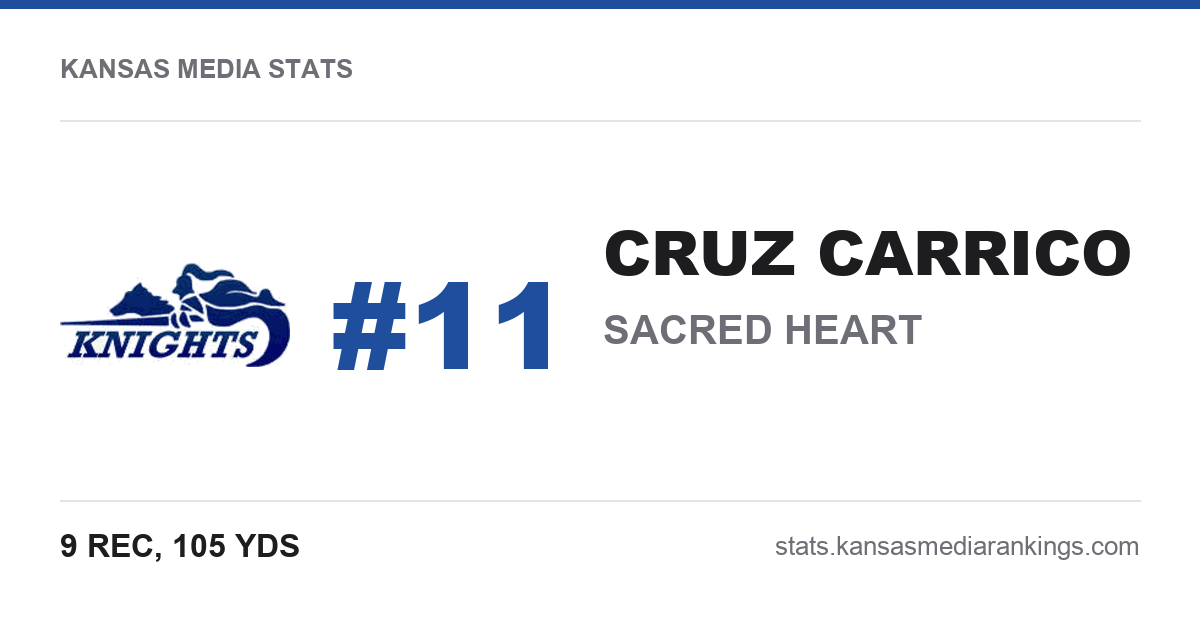 KANSAS MEDIA STATS
KNIGHTS
#11
CRUZ CARRICO
SACRED HEART
9 REC, 105 YDS
stats.kansasmediarankings.com